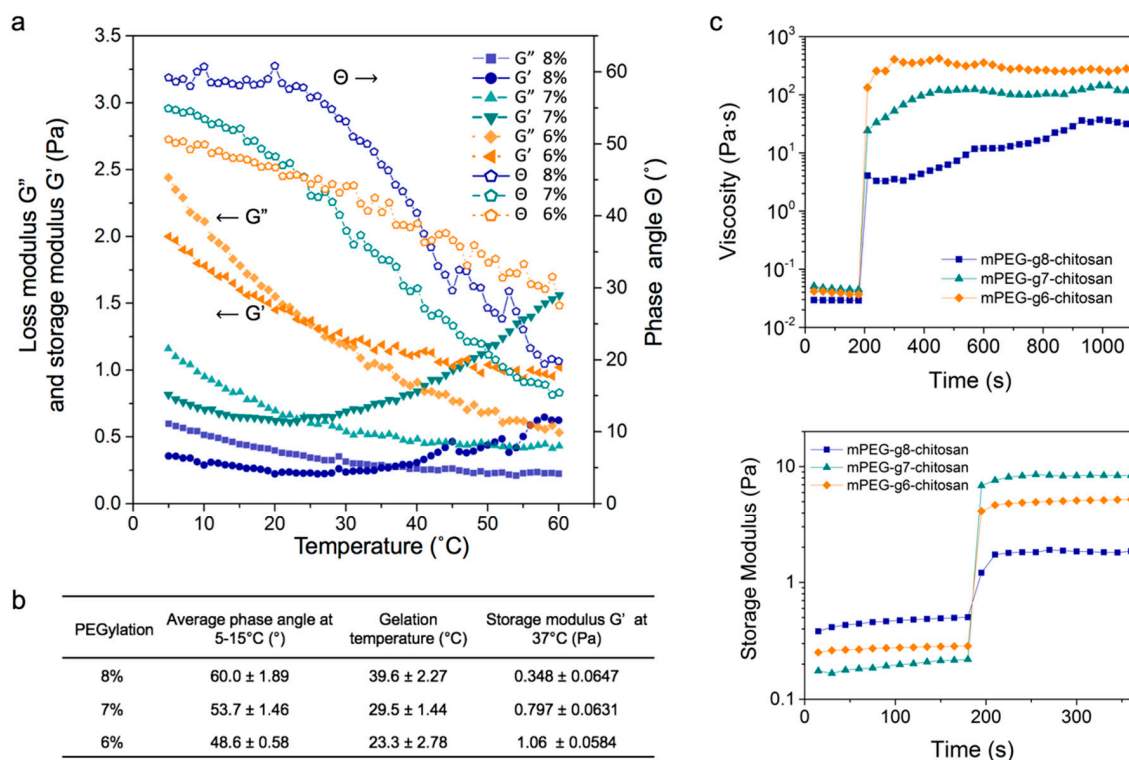 a
Loss modulus G″
and storage modulus G′ (Pa)
3.5
3.0
2.5
2.0
1.5
1.0
0.5
0.0
0
10
20
30
40
50
60
Temperature (˚C)
60
50
40
30
20
10
0
Phase angle Θ (˚)
Θ →
← G″
← G′
G″ 8%
G′ 8%
G″ 7%
G′ 7%
G″ 6%
G′ 6%
Θ 8%
Θ 7%
Θ 6%
b
PEGylation Average phase angle at 5-15°C (°) Gelation temperature (°C) Storage modulus G′ at 37°C (Pa)
8% 60.0 ± 1.89 39.6 ± 2.27 0.348 ± 0.0647
7% 53.7 ± 1.46 29.5 ± 1.44 0.797 ± 0.0631
6% 48.6 ± 0.58 23.3 ± 2.78 1.06 ± 0.0584
c
Viscosity (Pa·s)
10³
10²
10¹
10⁰
10⁻¹
10⁻²
mPEG-g8-chitosan
mPEG-g7-chitosan
mPEG-g6-chitosan
0 200 400 600 800 1000
Time (s)
Storage Modulus (Pa)
10
1
0.1
mPEG-g8-chitosan
mPEG-g7-chitosan
mPEG-g6-chitosan
0 100 200 300
Time (s)